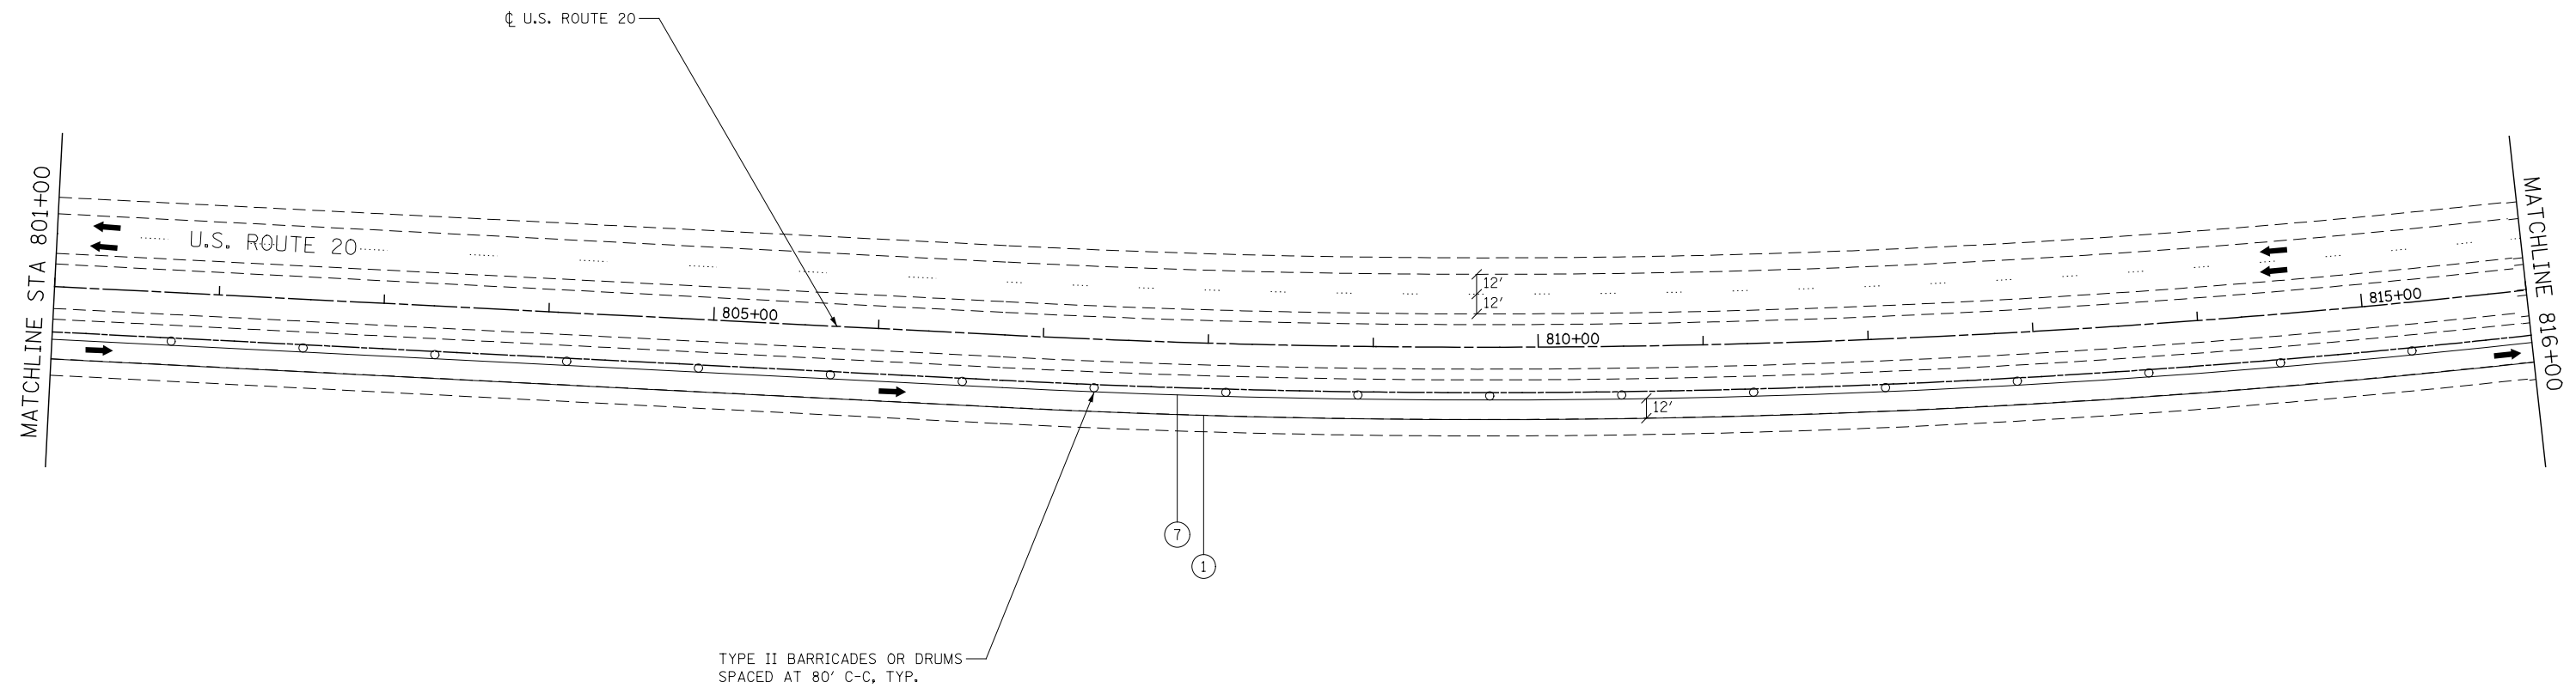 ℄ U.S. ROUTE 20
MATCHLINE STA 801+00
U.S. ROUTE 20
805+00
12'
12'
810+00
815+00
MATCHLINE 816+00
12'
7
1
TYPE II BARRICADES OR DRUMS
SPACED AT 80' C-C, TYP.